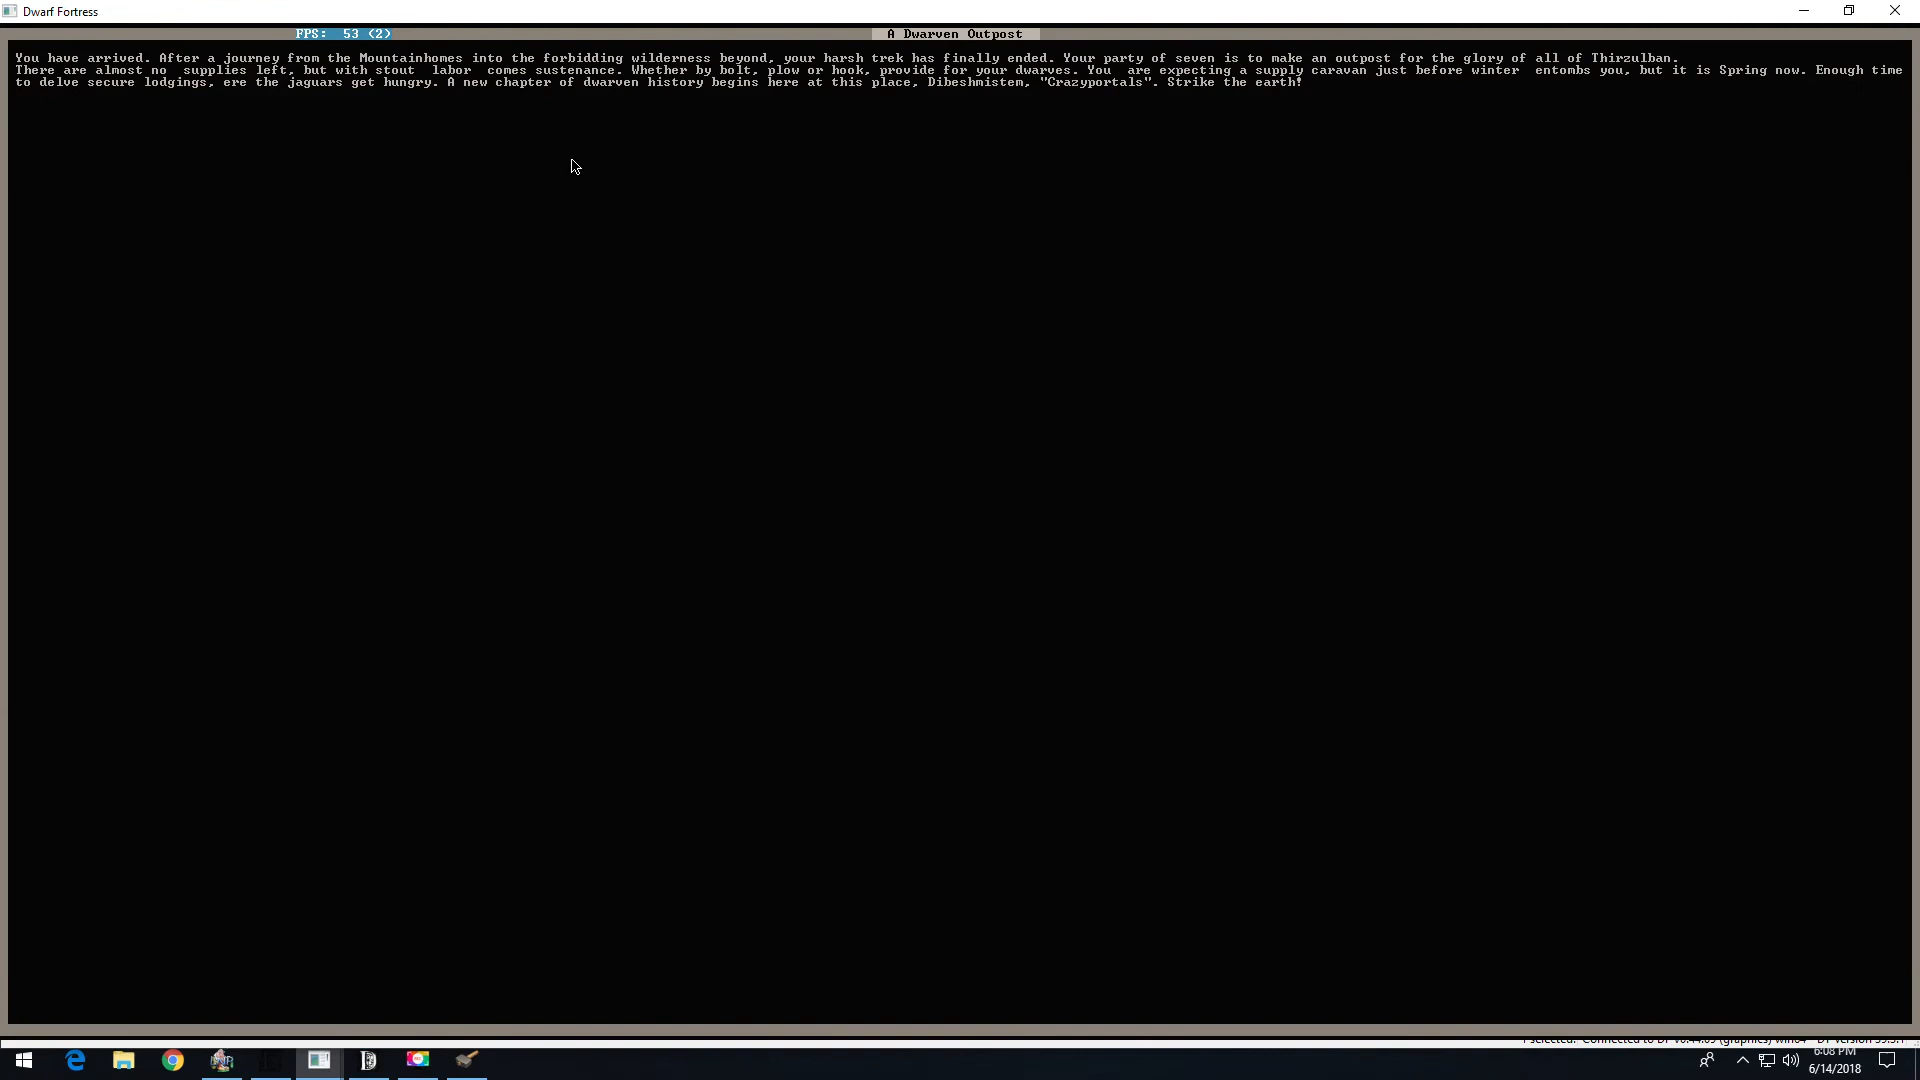 Dwarf Fortress
FPS: 53 (2)
A Dwarven Outpost
You have arrived. After a journey from the Mountainhomes into the forbidding wilderness beyond, your harsh trek has finally ended. Your party of seven is to make an outpost for the glory of all of Thirzulban.
There are almost no supplies left, but with stout labor comes sustenance. Whether by bolt, plow or hook, provide for your dwarves. You are expecting a supply caravan just before winter entombs you, but it is Spring now. Enough time
to delve secure lodgings, ere the jaguars get hungry. A new chapter of dwarven history begins here at this place, Dibeshmistem, "Crazyportals". Strike the earth!
6:08 PM
6/14/2018